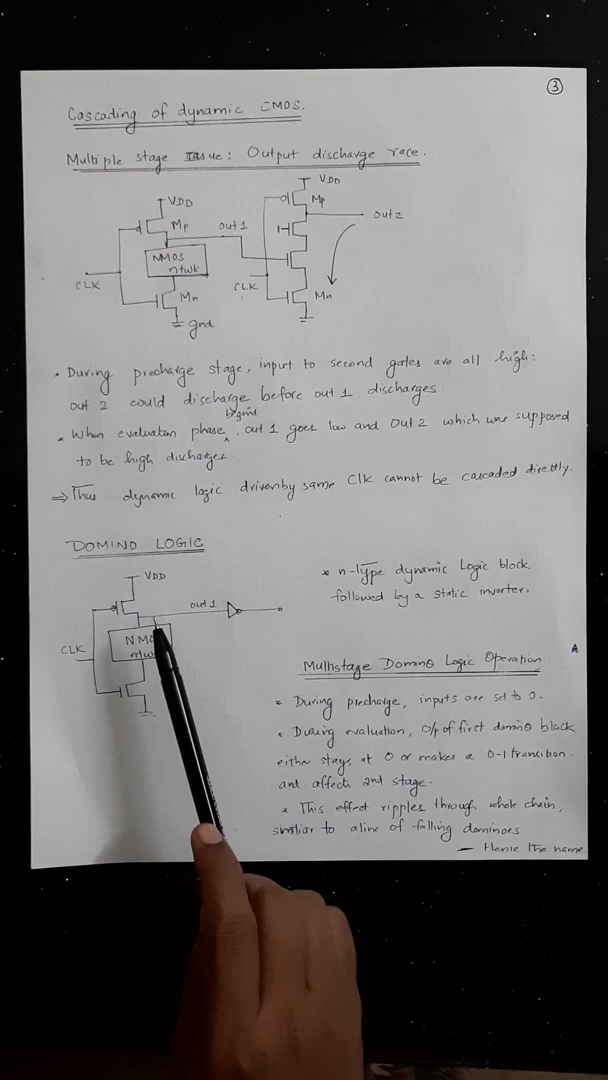 3
Cascading of dynamic CMOS.
Multiple stage Issue: Output discharge race.
VDD
VDD
Mp
Out 2
Mp
out 1
NMOS
ntwk
CLK
CLK
Mn
Mn
gnd
• During precharge stage, input to second gates are all high:
out 2 could discharge before out 1 discharges.
begins
• When evaluation phase ^, out 1 goes low and Out 2 which was supposed
to be high discharges.
⇒ Thus dynamic logic driven by same Clk cannot be cascaded directly.
DOMINO LOGIC
VDD
* n-type dynamic Logic block
followed by a static inverter.
out 1
CLK
NMO
ntw
Multistage Domino Logic Operation
A
* During precharge, inputs are set to 0.
* During evaluation, o/p of first domino block
either stays at 0 or makes a 0-1 transition.
and affects 2nd stage.
* This effect ripples through whole chain,
similiar to a line of falling dominoes
— Hence the name